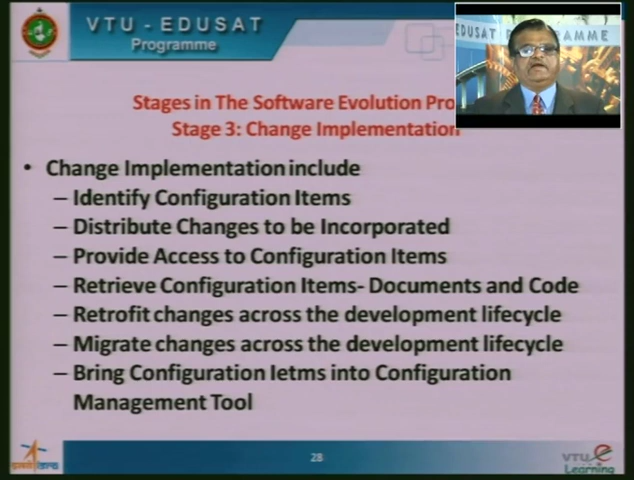 VTU - EDUSAT
Programme
EDUSAT PROGRAMME
Stages in The Software Evolution Pro
Stage 3: Change Implementation
• Change Implementation include
– Identify Configuration Items
– Distribute Changes to be Incorporated
– Provide Access to Configuration Items
– Retrieve Configuration Items- Documents and Code
– Retrofit changes across the development lifecycle
– Migrate changes across the development lifecycle
– Bring Configuration Ietms into Configuration
Management Tool
28
VTU e
Learning